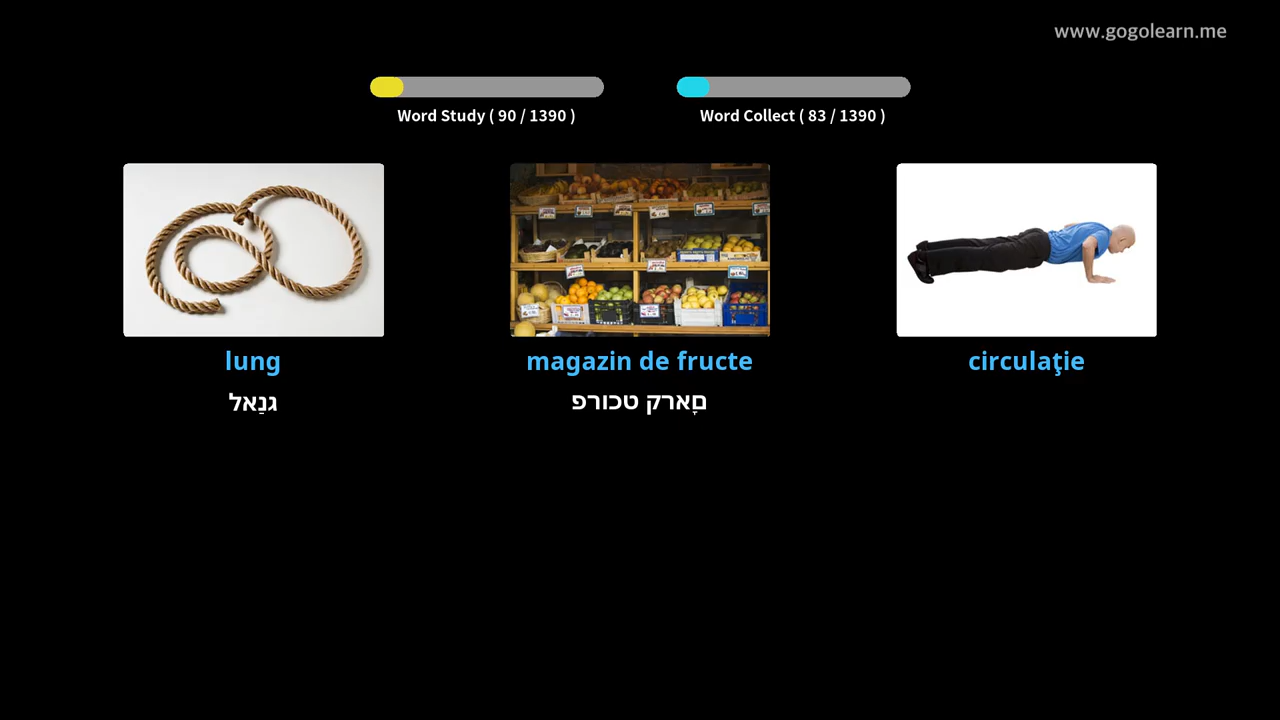 www.gogolearn.me
Word Study ( 90 / 1390 )
Word Collect ( 83 / 1390 )
lung
גנַאל
magazin de fructe
םָארק טכורפ
circulaţie